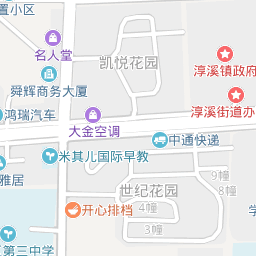 置小区
名人堂
凯悦花园
淳溪镇政府
舜辉商务大厦
淳溪街道办
鸿瑞汽车
大金空调
中通快递
米其儿国际早教
雅居
9幢
8幢
世纪花园
4幢
开心排档
3幢
第三中学